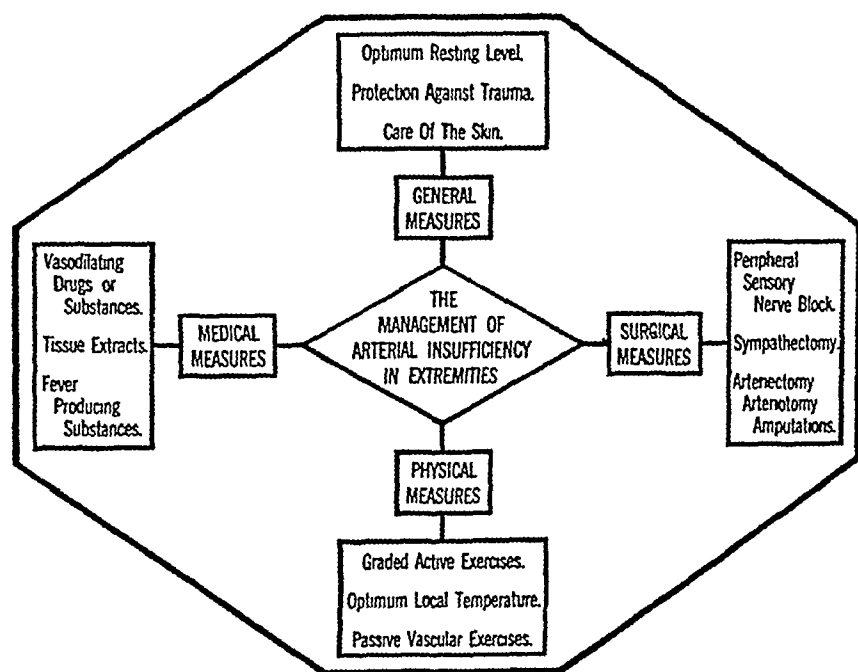 Optimum Resting Level.
Protection Against Trauma.
Care Of The Skin.
GENERAL
MEASURES
Vasodilating
Drugs or
Substances.
Tissue Extracts.
Fever
Producing
Substances.
MEDICAL
MEASURES
THE
MANAGEMENT OF
ARTERIAL INSUFFICIENCY
IN EXTREMITIES
SURGICAL
MEASURES
Peripheral
Sensory
Nerve Block.
Sympathectomy.
Arteriectomy
Arteriotomy
Amputations.
PHYSICAL
MEASURES
Graded Active Exercises.
Optimum Local Temperature.
Passive Vascular Exercises.